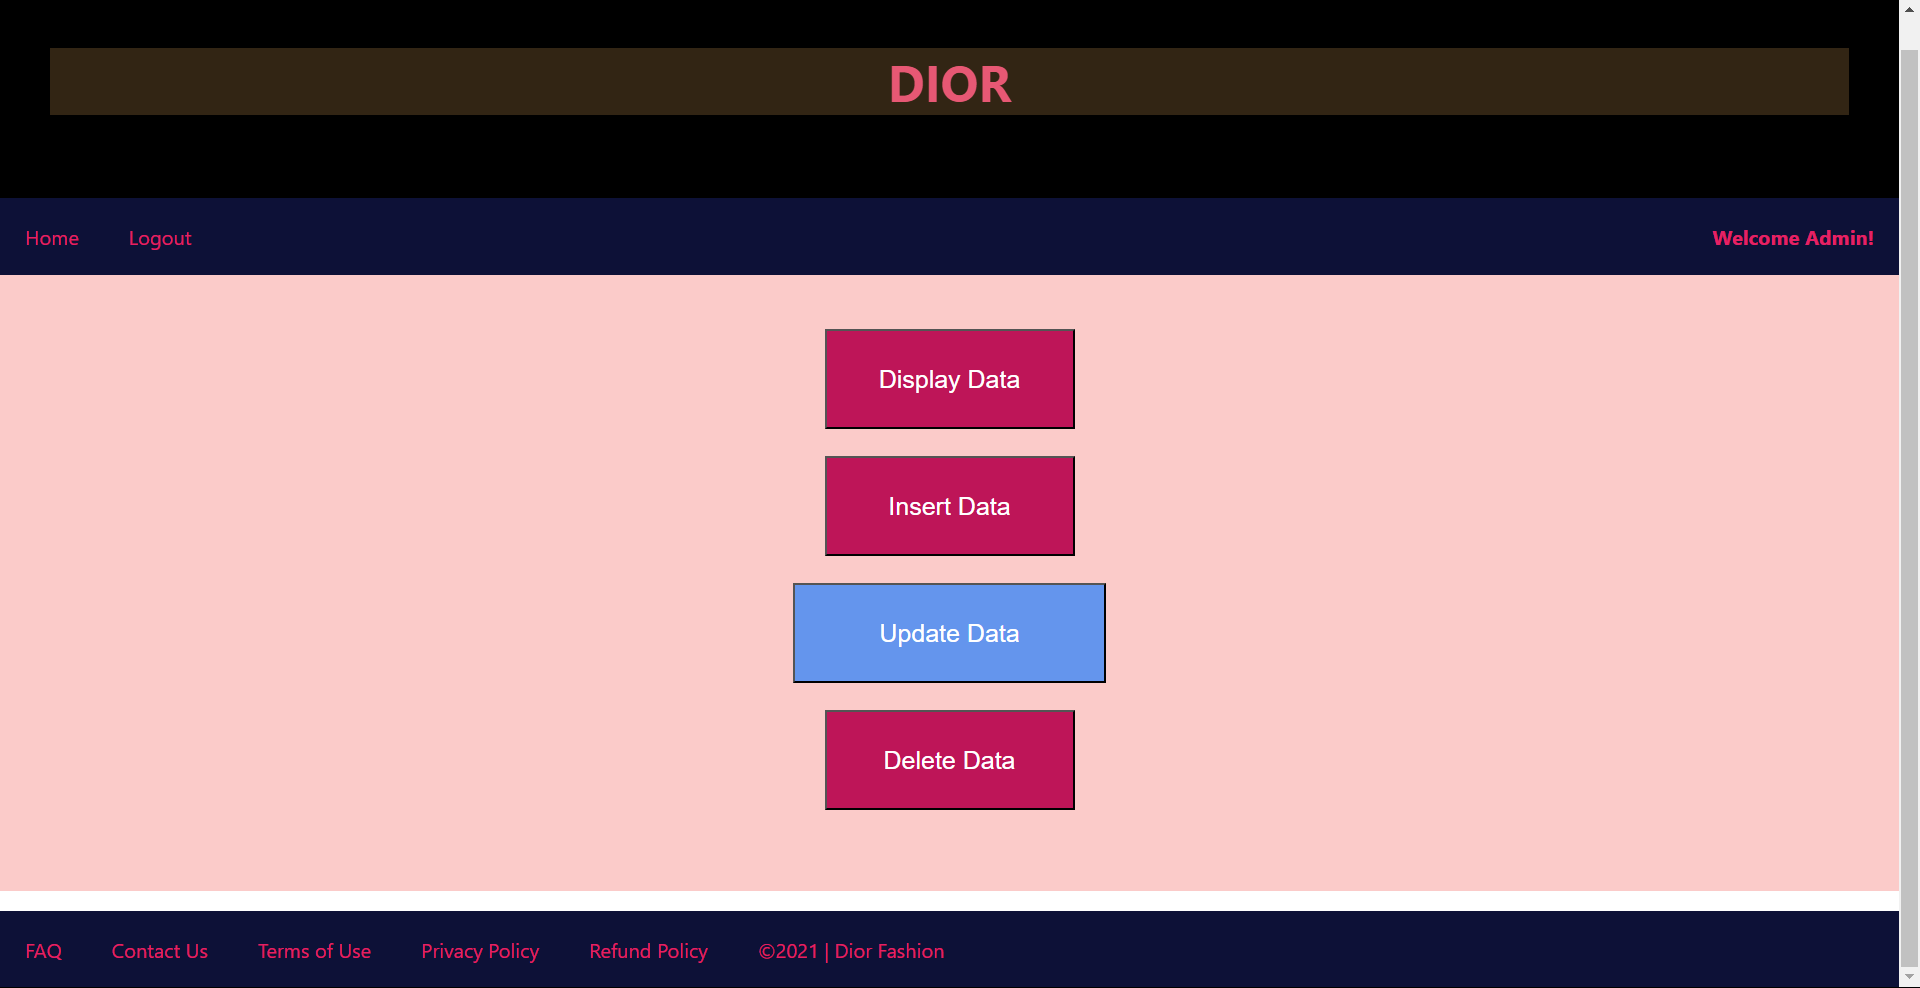 DIOR
Home Logout Welcome Admin!
Display Data
Insert Data
Update Data
Delete Data
FAQ Contact Us Terms of Use Privacy Policy Refund Policy ©2021 | Dior Fashion